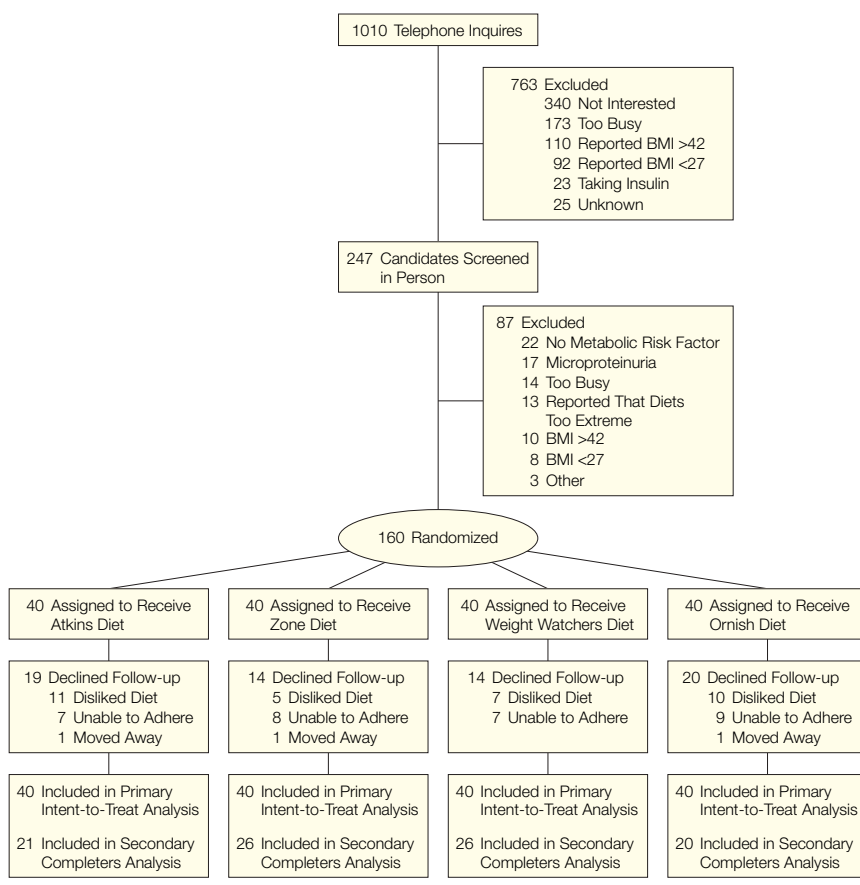 1010 Telephone Inquires
763 Excluded
340 Not Interested
173 Too Busy
110 Reported BMI >42
92 Reported BMI <27
23 Taking Insulin
25 Unknown
247 Candidates Screened
in Person
87 Excluded
22 No Metabolic Risk Factor
17 Microproteinuria
14 Too Busy
13 Reported That Diets
Too Extreme
10 BMI >42
8 BMI <27
3 Other
160 Randomized
40 Assigned to Receive
Atkins Diet
40 Assigned to Receive
Zone Diet
40 Assigned to Receive
Weight Watchers Diet
40 Assigned to Receive
Ornish Diet
19 Declined Follow-up
11 Disliked Diet
7 Unable to Adhere
1 Moved Away
14 Declined Follow-up
5 Disliked Diet
8 Unable to Adhere
1 Moved Away
14 Declined Follow-up
7 Disliked Diet
7 Unable to Adhere
20 Declined Follow-up
10 Disliked Diet
9 Unable to Adhere
1 Moved Away
40 Included in Primary
Intent-to-Treat Analysis
21 Included in Secondary
Completers Analysis
40 Included in Primary
Intent-to-Treat Analysis
26 Included in Secondary
Completers Analysis
40 Included in Primary
Intent-to-Treat Analysis
26 Included in Secondary
Completers Analysis
40 Included in Primary
Intent-to-Treat Analysis
20 Included in Secondary
Completers Analysis